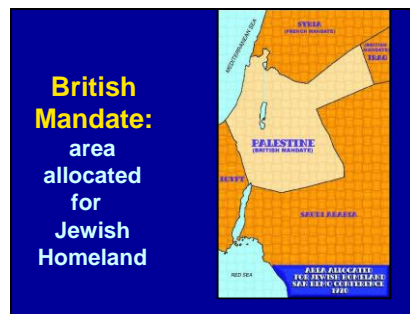 British
Mandate:
area
allocated
for
Jewish
Homeland
MEDITERRANEAN SEA
SYRIA
(FRENCH MANDATE)
(BRITISH
MANDATE)
IRAQ
PALESTINE
(BRITISH MANDATE)
EGYPT
SAUDI ARABIA
RED SEA
AREA ALLOCATED
FOR JEWISH HOMELAND
SAN REMO CONFERENCE
1920